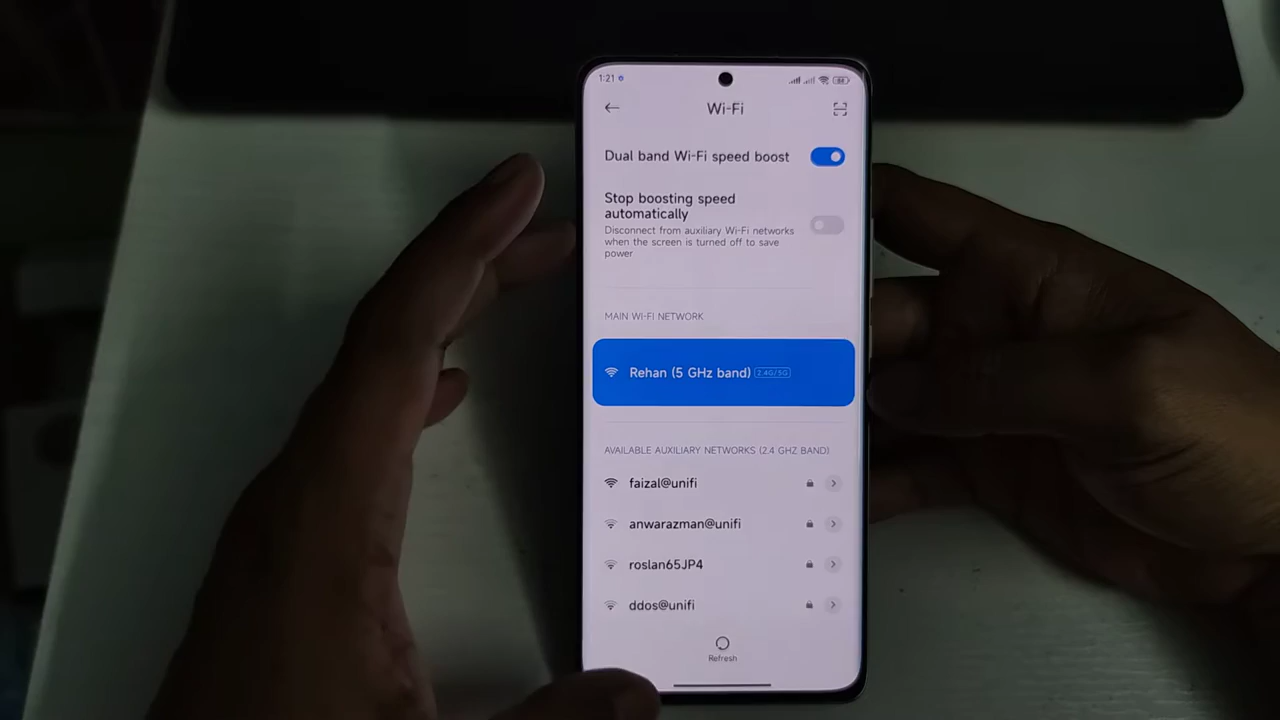 1:21
Wi-Fi
Dual band Wi-Fi speed boost
Stop boosting speed
automatically
Disconnect from auxiliary Wi-Fi networks
when the screen is turned off to save
power
MAIN WI-FI NETWORK
Rehan (5 GHz band) 2.4G/5G
AVAILABLE AUXILIARY NETWORKS (2.4 GHZ BAND)
faizal@unifi
anwarazman@unifi
roslan65JP4
ddos@unifi
Refresh